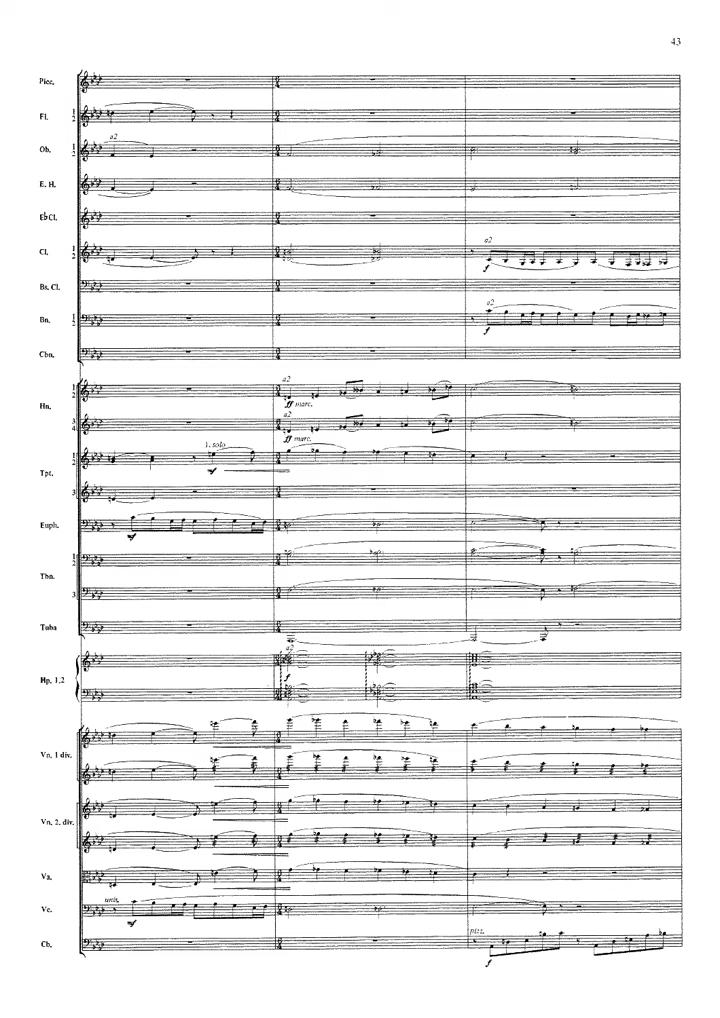 43
Picc.
Fl. 1 2
a2
Ob. 1 2
E. H.
E♭Cl.
Cl. 1 2
a2
f
Bs. Cl.
a2
Bn. 1 2
f
Cbn.
a2
1 2
ff marc.
Hn.
a2
3 4
ff marc.
1. solo
1 2
mf
Tpt.
3
Euph.
mf
1 2
Tbn.
3
Tuba
a2
Hp. 1,2
f
Vn. 1 div.
Vn. 2. div.
Va.
unis.
Vc.
mf
pizz.
Cb.
f